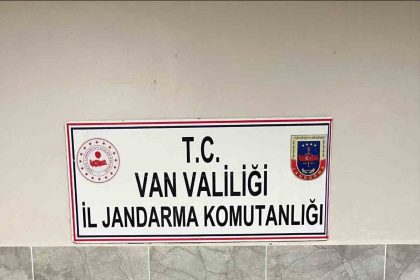 T.C.
VAN VALİLİĞİ
İL JANDARMA KOMUTANLIĞI